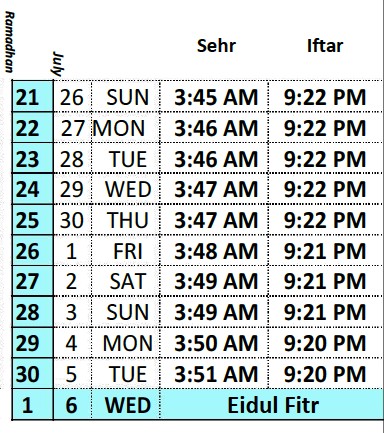 Ramadhan July Sehr Iftar
21 26 SUN 3:45 AM 9:22 PM
22 27 MON 3:46 AM 9:22 PM
23 28 TUE 3:46 AM 9:22 PM
24 29 WED 3:47 AM 9:22 PM
25 30 THU 3:47 AM 9:22 PM
26 1 FRI 3:48 AM 9:21 PM
27 2 SAT 3:49 AM 9:21 PM
28 3 SUN 3:49 AM 9:21 PM
29 4 MON 3:50 AM 9:20 PM
30 5 TUE 3:51 AM 9:20 PM
1 6 WED Eidul Fitr